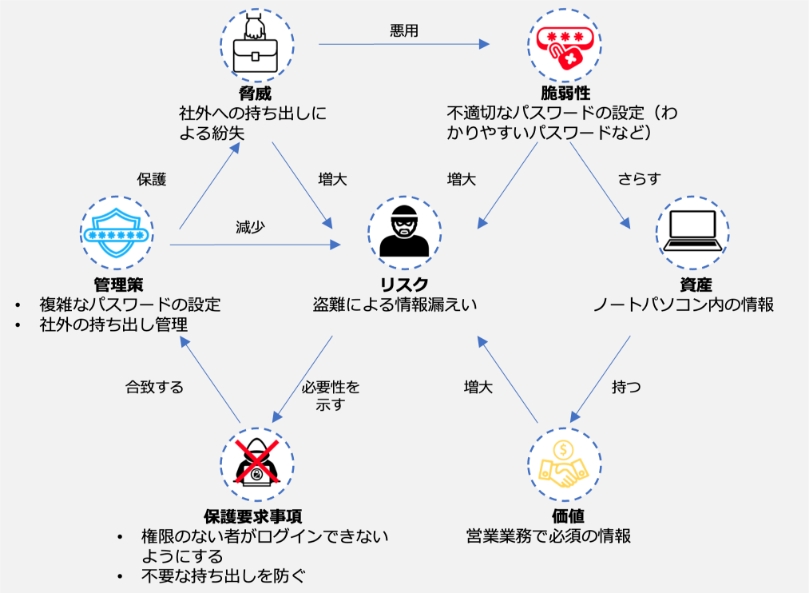 悪用
脅威
社外への持ち出しに
よる紛失
脆弱性
不適切なパスワードの設定（わ
かりやすいパスワードなど）
保護
増大
増大
さらす
減少
管理策
• 複雑なパスワードの設定
• 社外の持ち出し管理
リスク
盗難による情報漏えい
資産
ノートパソコン内の情報
合致する
必要性を
示す
増大
持つ
保護要求事項
• 権限のない者がログインできない
ようにする
• 不要な持ち出しを防ぐ
価値
営業業務で必須の情報